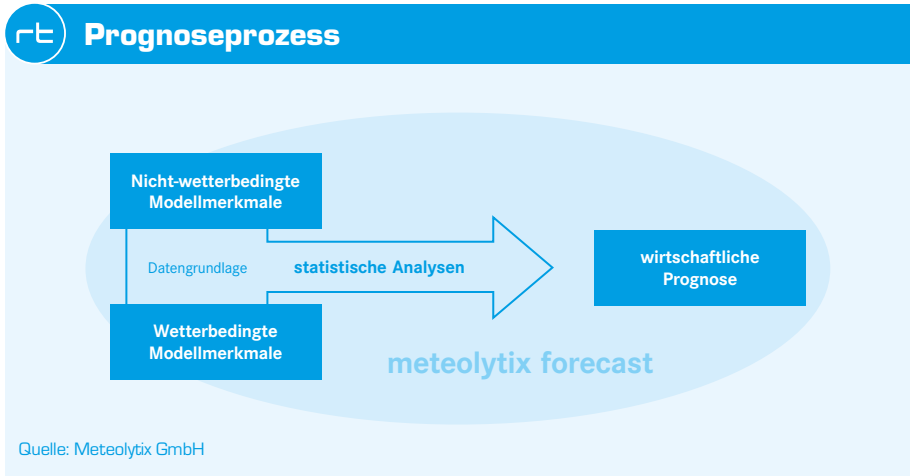 rt
Prognoseprozess
Nicht-wetterbedingte
Modellmerkmale
Datengrundlage
statistische Analysen
Wetterbedingte
Modellmerkmale
wirtschaftliche
Prognose
meteolytix forecast
Quelle: Meteolytix GmbH